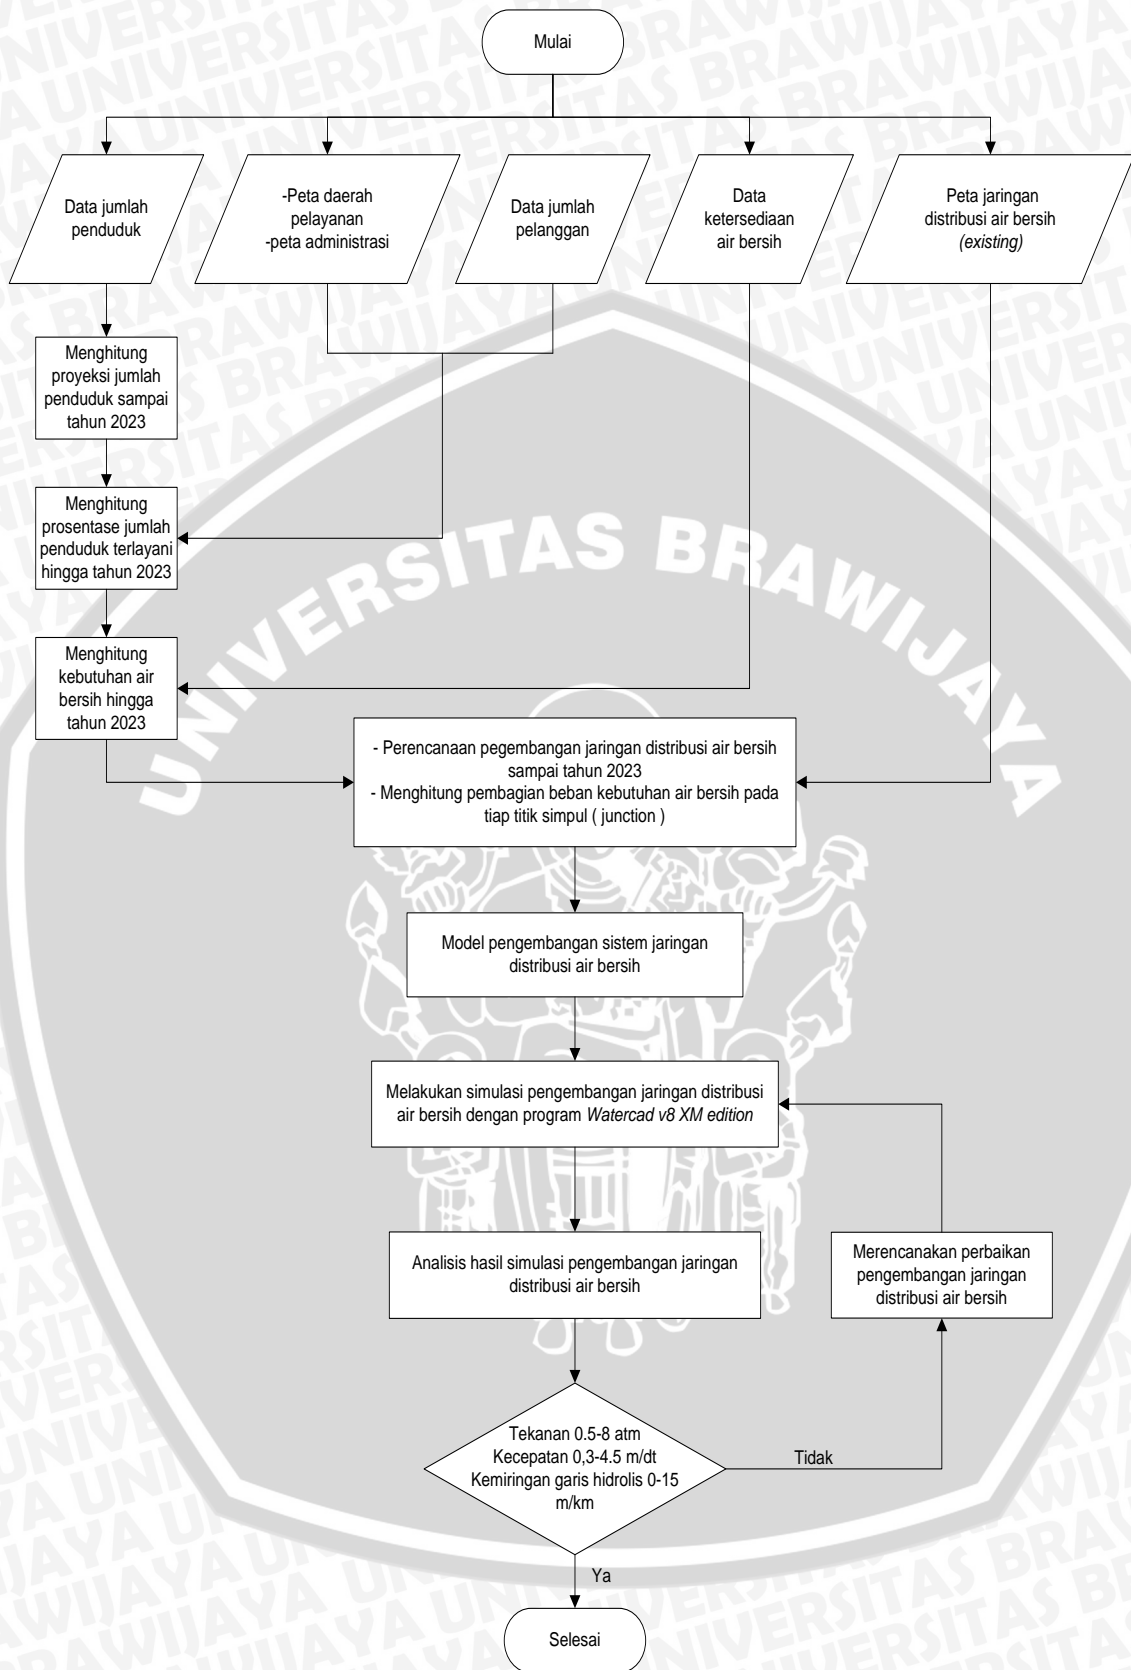 Mulai
Data jumlah
penduduk
-Peta daerah
pelayanan
-peta administrasi
Data jumlah
pelanggan
Data
ketersediaan
air bersih
Peta jaringan
distribusi air bersih
(existing)
Menghitung
proyeksi jumlah
penduduk sampai
tahun 2023
Menghitung
prosentase jumlah
penduduk terlayani
hingga tahun 2023
Menghitung
kebutuhan air
bersih hingga
tahun 2023
UNIVERSITAS BRAWIJAYA
- Perencanaan pegembangan jaringan distribusi air bersih
sampai tahun 2023
- Menghitung pembagian beban kebutuhan air bersih pada
tiap titik simpul ( junction )
Model pengembangan sistem jaringan
distribusi air bersih
Melakukan simulasi pengembangan jaringan distribusi
air bersih dengan program Watercad v8 XM edition
Analisis hasil simulasi pengembangan jaringan
distribusi air bersih
Merencanakan perbaikan
pengembangan jaringan
distribusi air bersih
Tekanan 0.5-8 atm
Kecepatan 0,3-4.5 m/dt
Kemiringan garis hidrolis 0-15
m/km
Tidak
Ya
Selesai